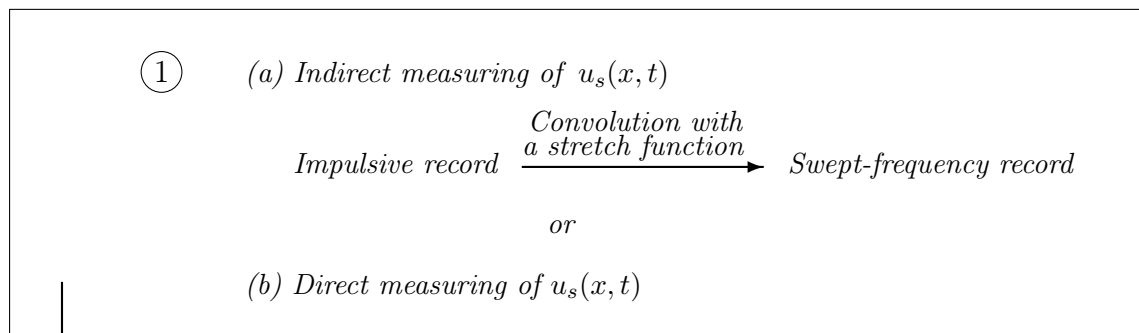 1 (a) Indirect measuring of u_s(x, t)
Convolution with
a stretch function
Impulsive record Swept-frequency record
or
(b) Direct measuring of u_s(x, t)